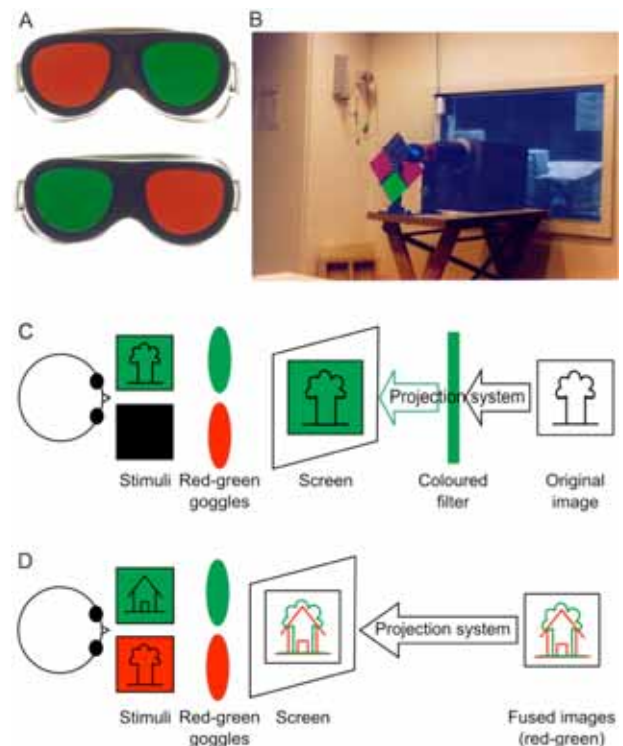 A
B
C
Projection system
Stimuli
Red-green
goggles
Screen
Coloured
filter
Original
image
D
Projection system
Stimuli
Red-green
goggles
Screen
Fused images
(red-green)